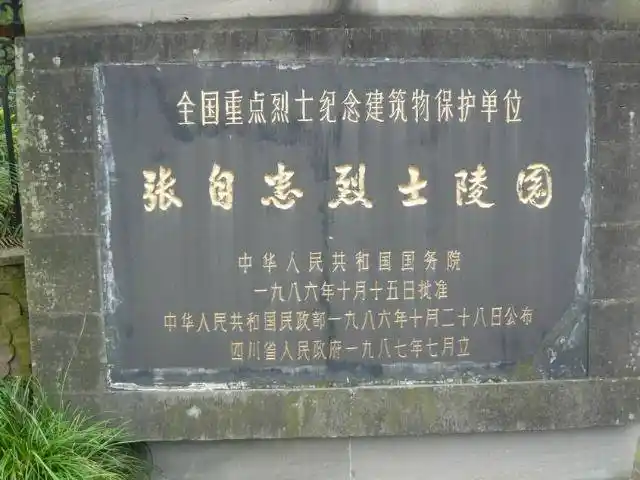 全国重点烈士纪念建筑物保护单位
张自忠烈士陵园
中华人民共和国国务院
一九八六年十月十五日批准
中华人民共和国民政部一九八六年十月二十八日公布
四川省人民政府一九八七年七月立